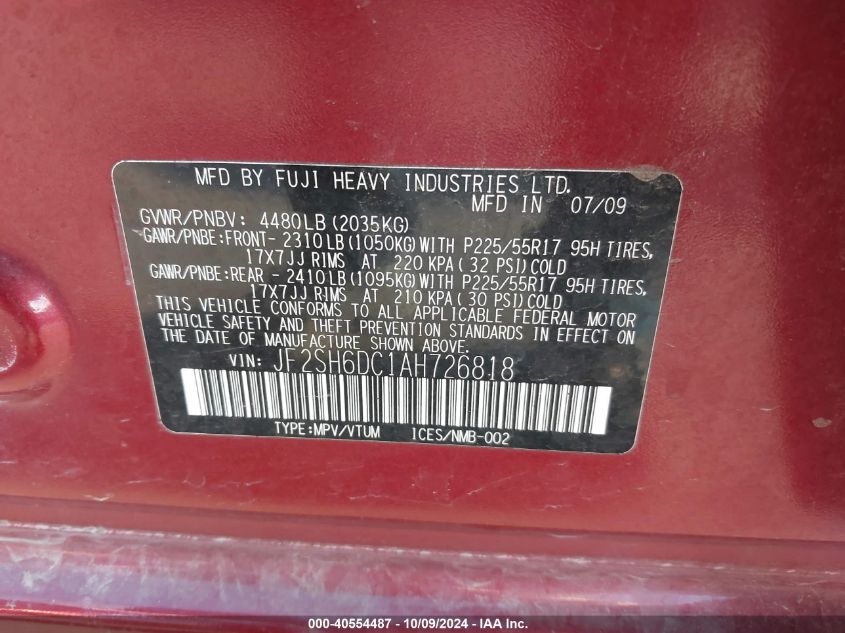 MFD BY FUJI HEAVY INDUSTRIES LTD.
MFD IN 07/09
GVWR/PNBV: 4480LB (2035KG)
GAWR/PNBE:FRONT- 2310LB (1050KG) WITH P225/55R17 95H TIRES,
17X7JJ RIMS AT 220 KPA ( 32 PSI) COLD
GAWR/PNBE:REAR - 2410LB (1095KG) WITH P225/55R17 95H TIRES,
17X7JJ RIMS AT 210 KPA ( 30 PSI) COLD
THIS VEHICLE CONFORMS TO ALL APPLICABLE FEDERAL MOTOR
VEHICLE SAFETY AND THEFT PREVENTION STANDARDS IN EFFECT ON
THE DATE OF MANUFACTURE SHOWN ABOVE.
VIN: JF2SH6DC1AH726818
TYPE:MPV/VTUM ICES/NMB-002
000-40554487 - 10/09/2024 - IAA Inc.